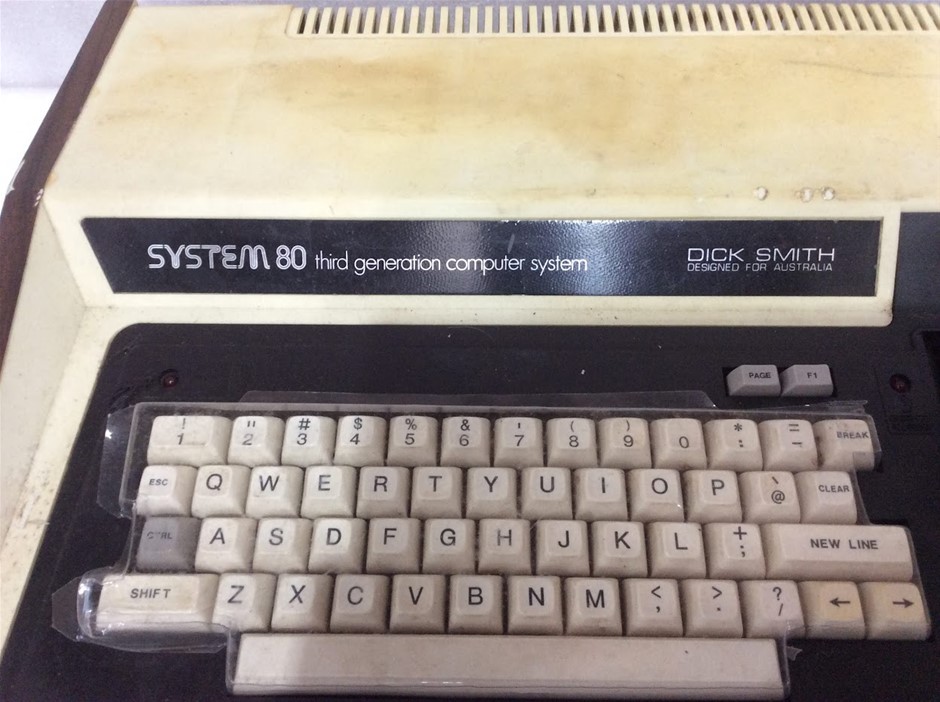 SYSTEM 80 third generation computer system
DICK SMITH
DESIGNED FOR AUSTRALIA
PAGE F1
! " # $ % & ' ( ) * =
1 2 3 4 5 6 7 8 9 0 : - BREAK
ESC Q W E R T Y U I O P ` @ CLEAR
CTRL A S D F G H J K L + ; NEW LINE
SHIFT Z X C V B N M < , > . ? / ← →